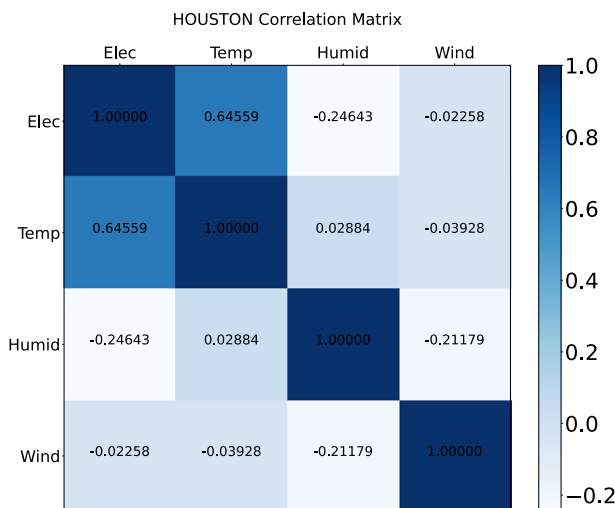 HOUSTON Correlation Matrix
Elec Temp Humid Wind
Elec 1.00000 0.64559 -0.24643 -0.02258
Temp 0.64559 1.00000 0.02884 -0.03928
Humid -0.24643 0.02884 1.00000 -0.21179
Wind -0.02258 -0.03928 -0.21179 1.00000
1.0
0.8
0.6
0.4
0.2
0.0
−0.2